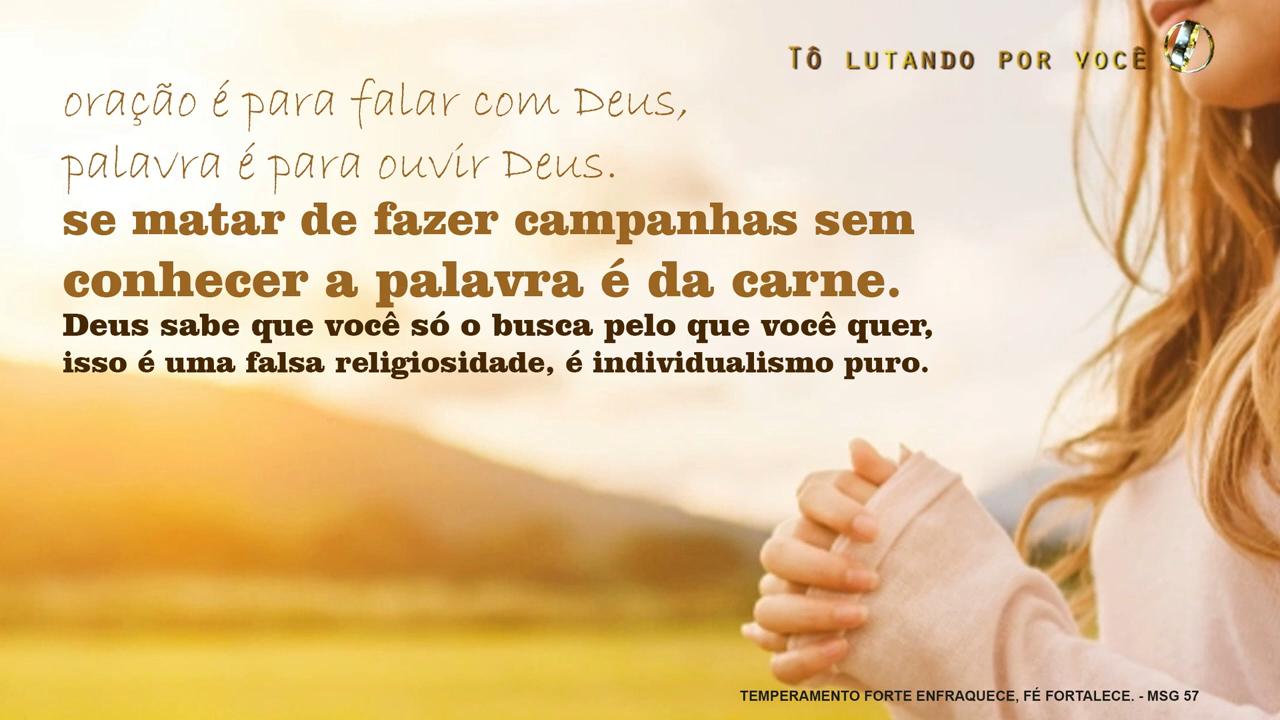 Tô LUTANDO POR VOCÊ
oração é para falar com Deus,
palavra é para ouvir Deus.
se matar de fazer campanhas sem
conhecer a palavra é da carne.
Deus sabe que você só o busca pelo que você quer,
isso é uma falsa religiosidade, é individualismo puro.
TEMPERAMENTO FORTE ENFRAQUECE, FÉ FORTALECE. - MSG 57